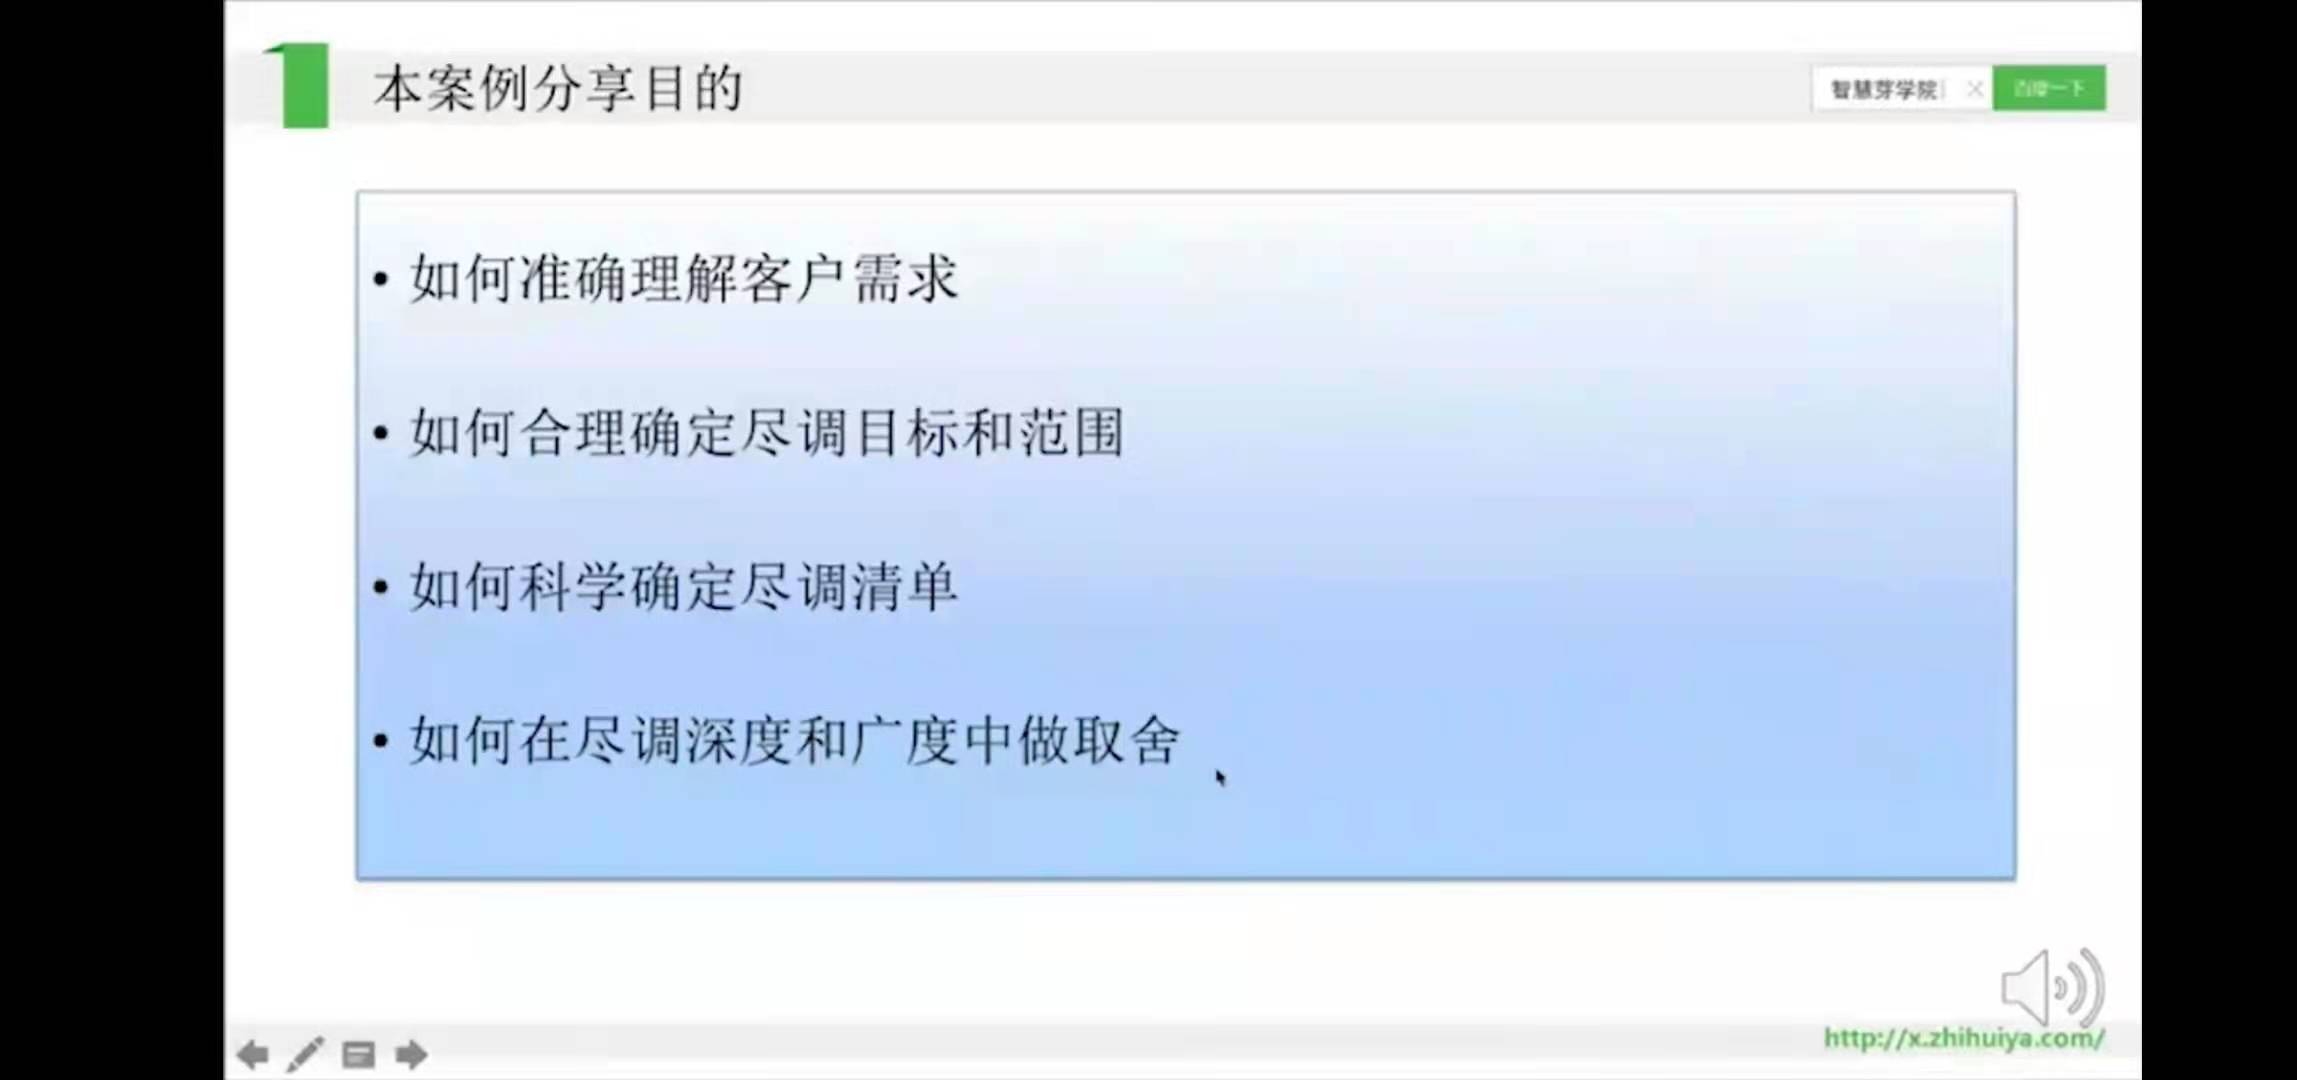 本案例分享目的
智慧芽学院
百度一下
• 如何准确理解客户需求
• 如何合理确定尽调目标和范围
• 如何科学确定尽调清单
• 如何在尽调深度和广度中做取舍
http://x.zhihuiya.com/